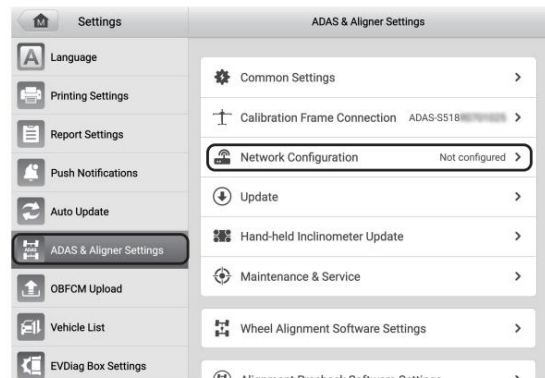 Settings
ADAS & Aligner Settings
Language
Printing Settings
Report Settings
Push Notifications
Auto Update
ADAS & Aligner Settings
OBFCM Upload
Vehicle List
EVDiag Box Settings
Common Settings
Calibration Frame Connection ADAS-S518
Network Configuration Not configured
Update
Hand-held Inclinometer Update
Maintenance & Service
Wheel Alignment Software Settings